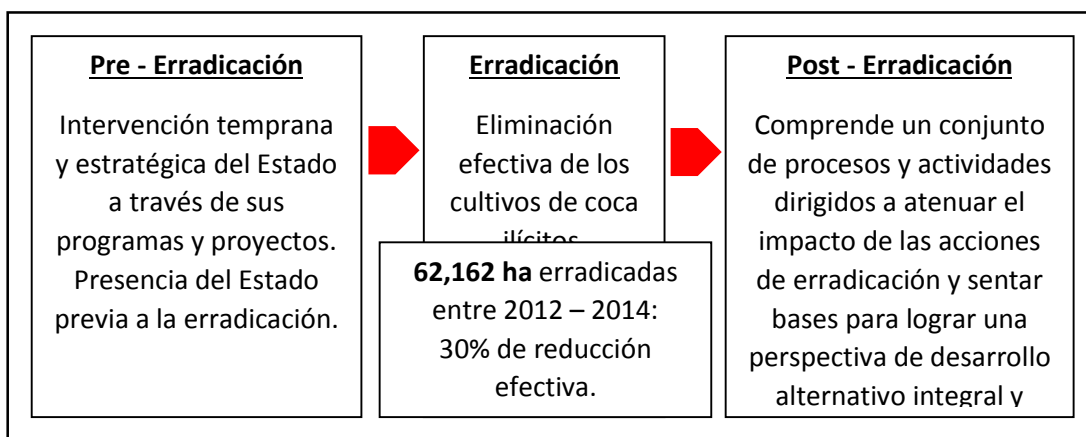 Pre - Erradicación
Intervención temprana
y estratégica del Estado
a través de sus
programas y proyectos.
Presencia del Estado
previa a la erradicación.
Erradicación
Eliminación
efectiva de los
cultivos de coca
ilícitos
62,162 ha erradicadas
entre 2012 – 2014:
30% de reducción
efectiva.
Post - Erradicación
Comprende un conjunto
de procesos y actividades
dirigidos a atenuar el
impacto de las acciones
de erradicación y sentar
bases para lograr una
perspectiva de desarrollo
alternativo integral y